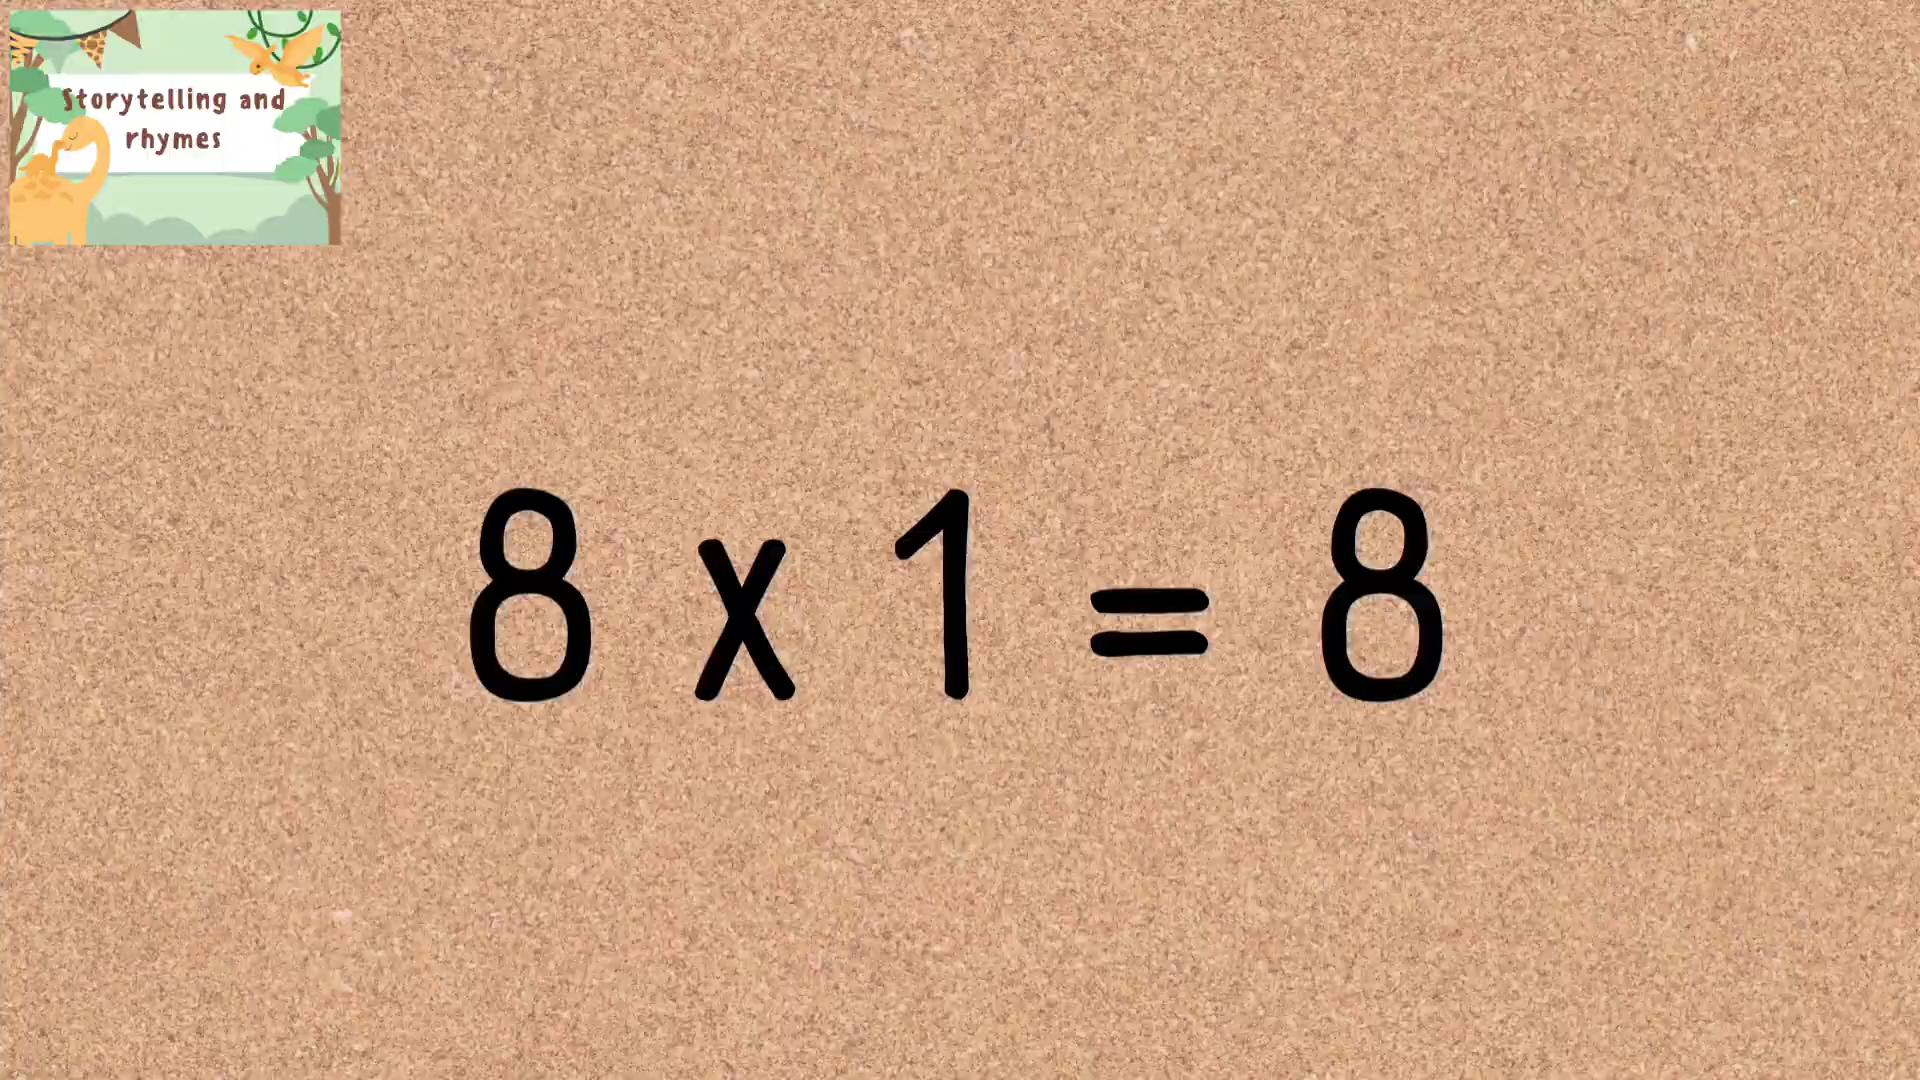 Storytelling and
rhymes
8 x 1 = 8